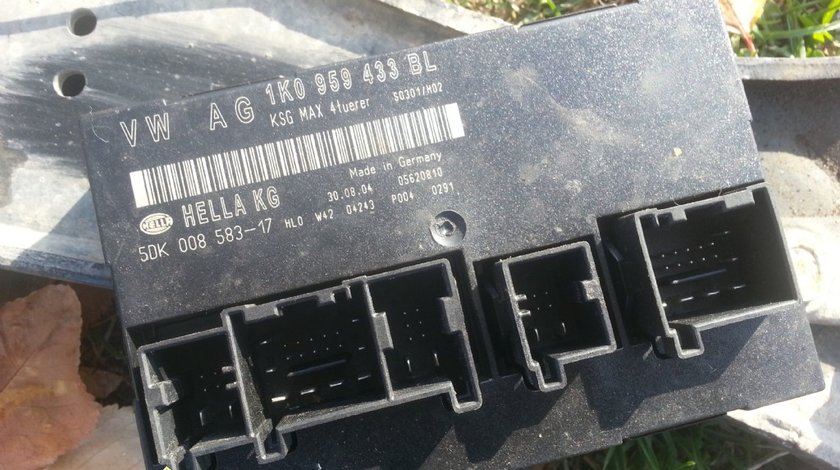 VW AG 1K0 959 433 BL
KSG MAX 4tuerer S0301/H02
Made in Germany
HELLA HELLA KG 30.08.04 05620810
5DK 008 583-17 HLO W42 04243 P004 0291